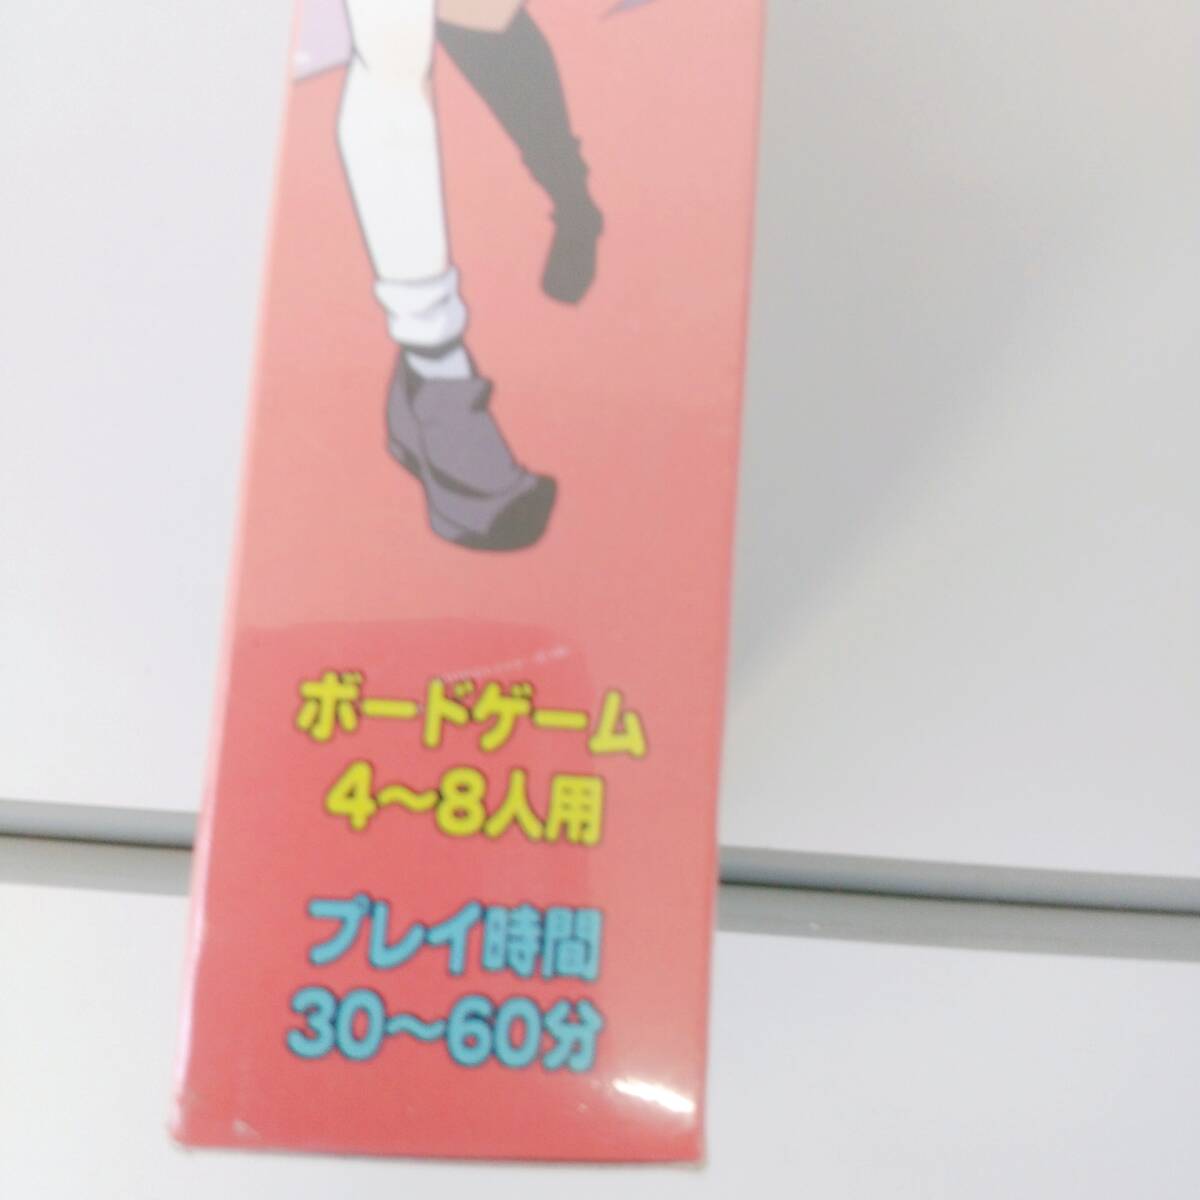 ボードゲーム
4～8人用
プレイ時間
30～60分